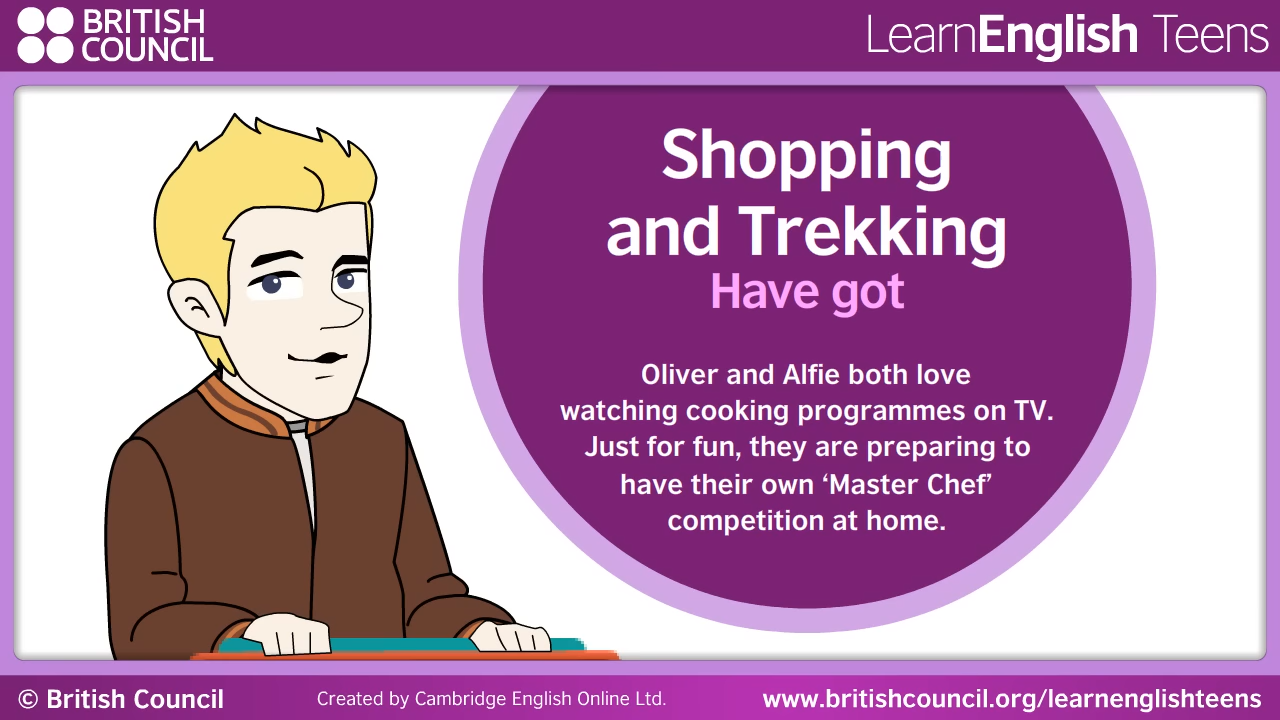 BRITISH
COUNCIL
LearnEnglish Teens
Shopping
and Trekking
Have got
Oliver and Alfie both love
watching cooking programmes on TV.
Just for fun, they are preparing to
have their own ‘Master Chef’
competition at home.
© British Council
Created by Cambridge English Online Ltd.
www.britishcouncil.org/learnenglishteens